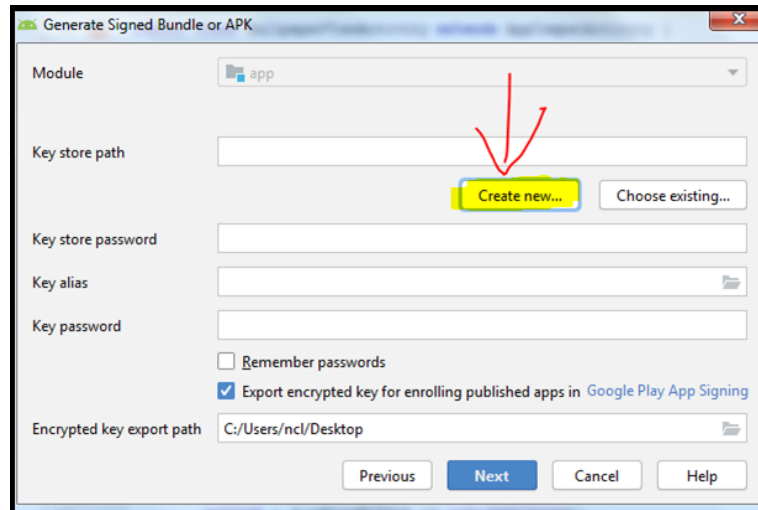 Generate Signed Bundle or APK
Module
app
Key store path
Create new... Choose existing...
Key store password
Key alias
Key password
Remember passwords
Export encrypted key for enrolling published apps in Google Play App Signing
Encrypted key export path C:/Users/ncl/Desktop
Previous Next Cancel Help